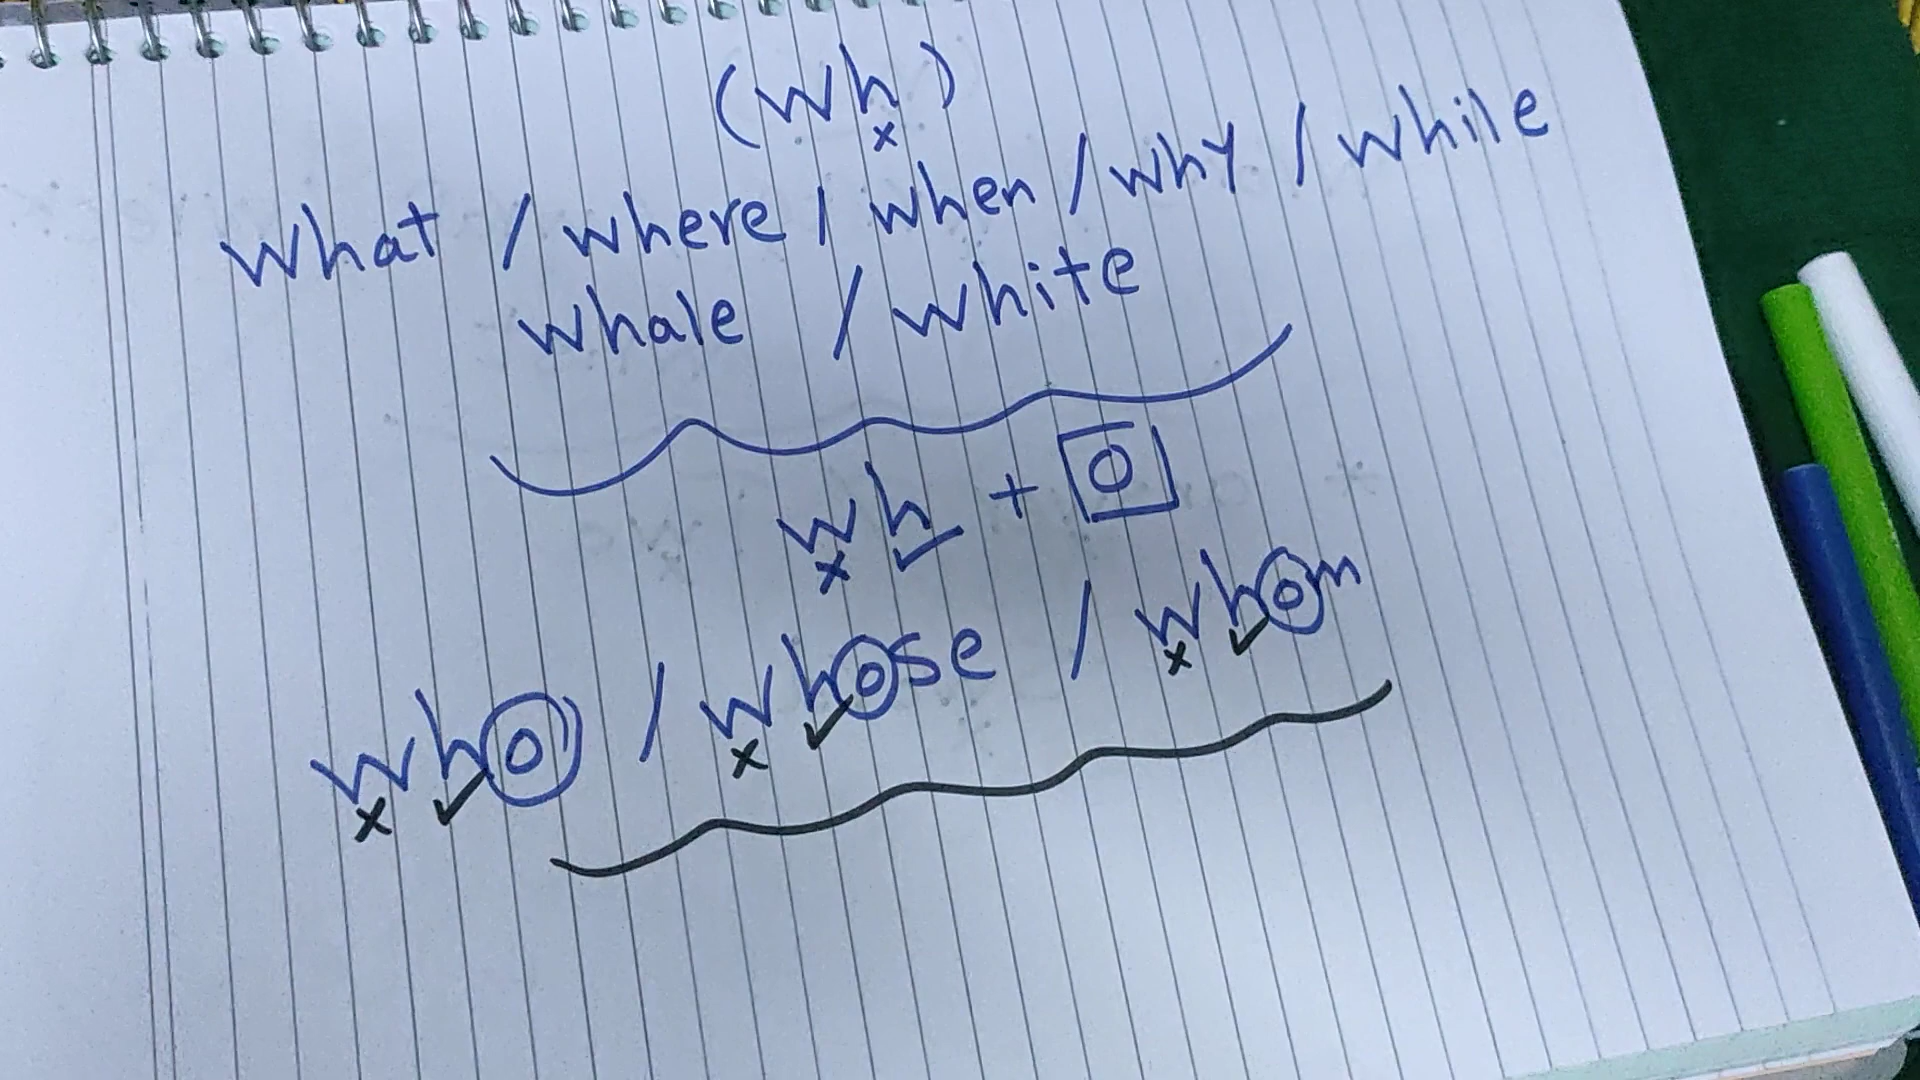 (wh)
x
what / where / when / why / while
whale / white
wh + o
x ✓
who / whose / whom
x ✓ x ✓ x ✓